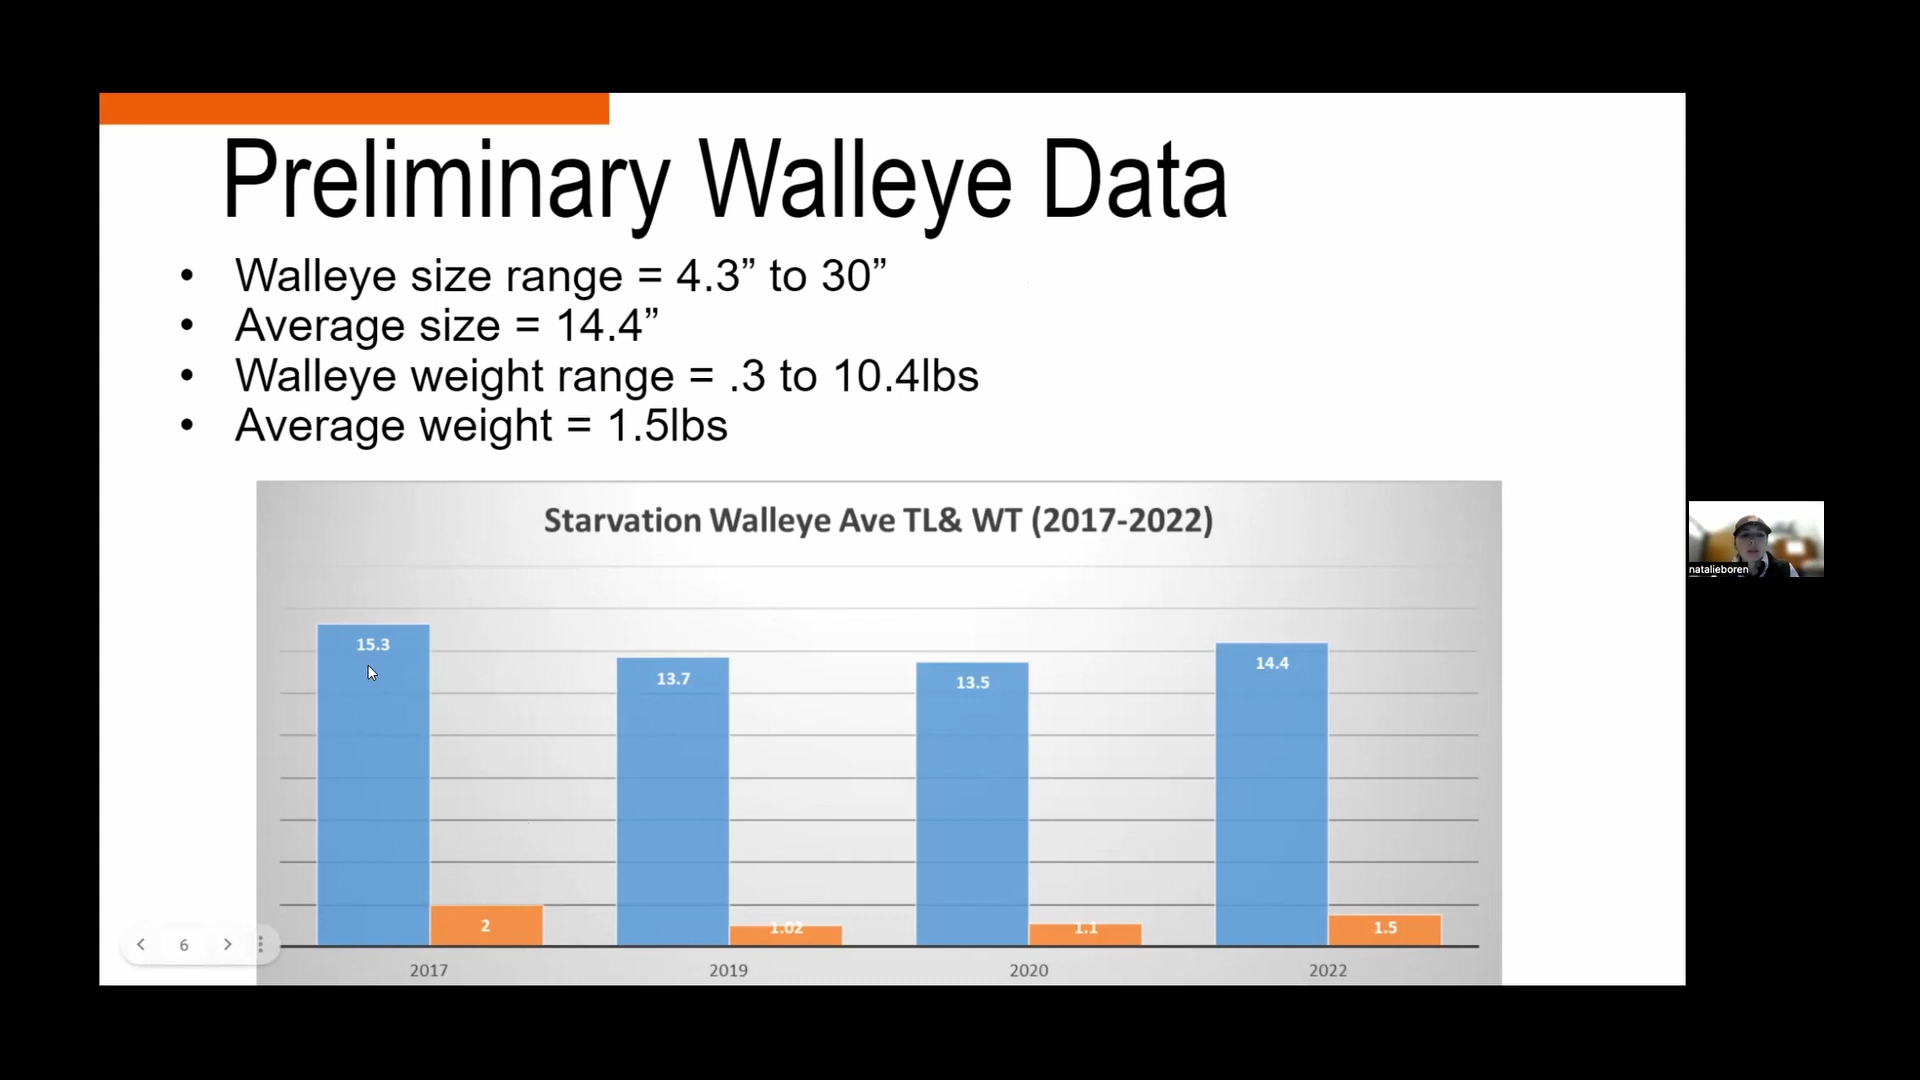 Preliminary Walleye Data
• Walleye size range = 4.3” to 30”
• Average size = 14.4”
• Walleye weight range = .3 to 10.4lbs
• Average weight = 1.5lbs
Starvation Walleye Ave TL& WT (2017-2022)
15.3
13.7
13.5
14.4
2
1.02
1.1
1.5
2017
2019
2020
2022
6
natalieboren